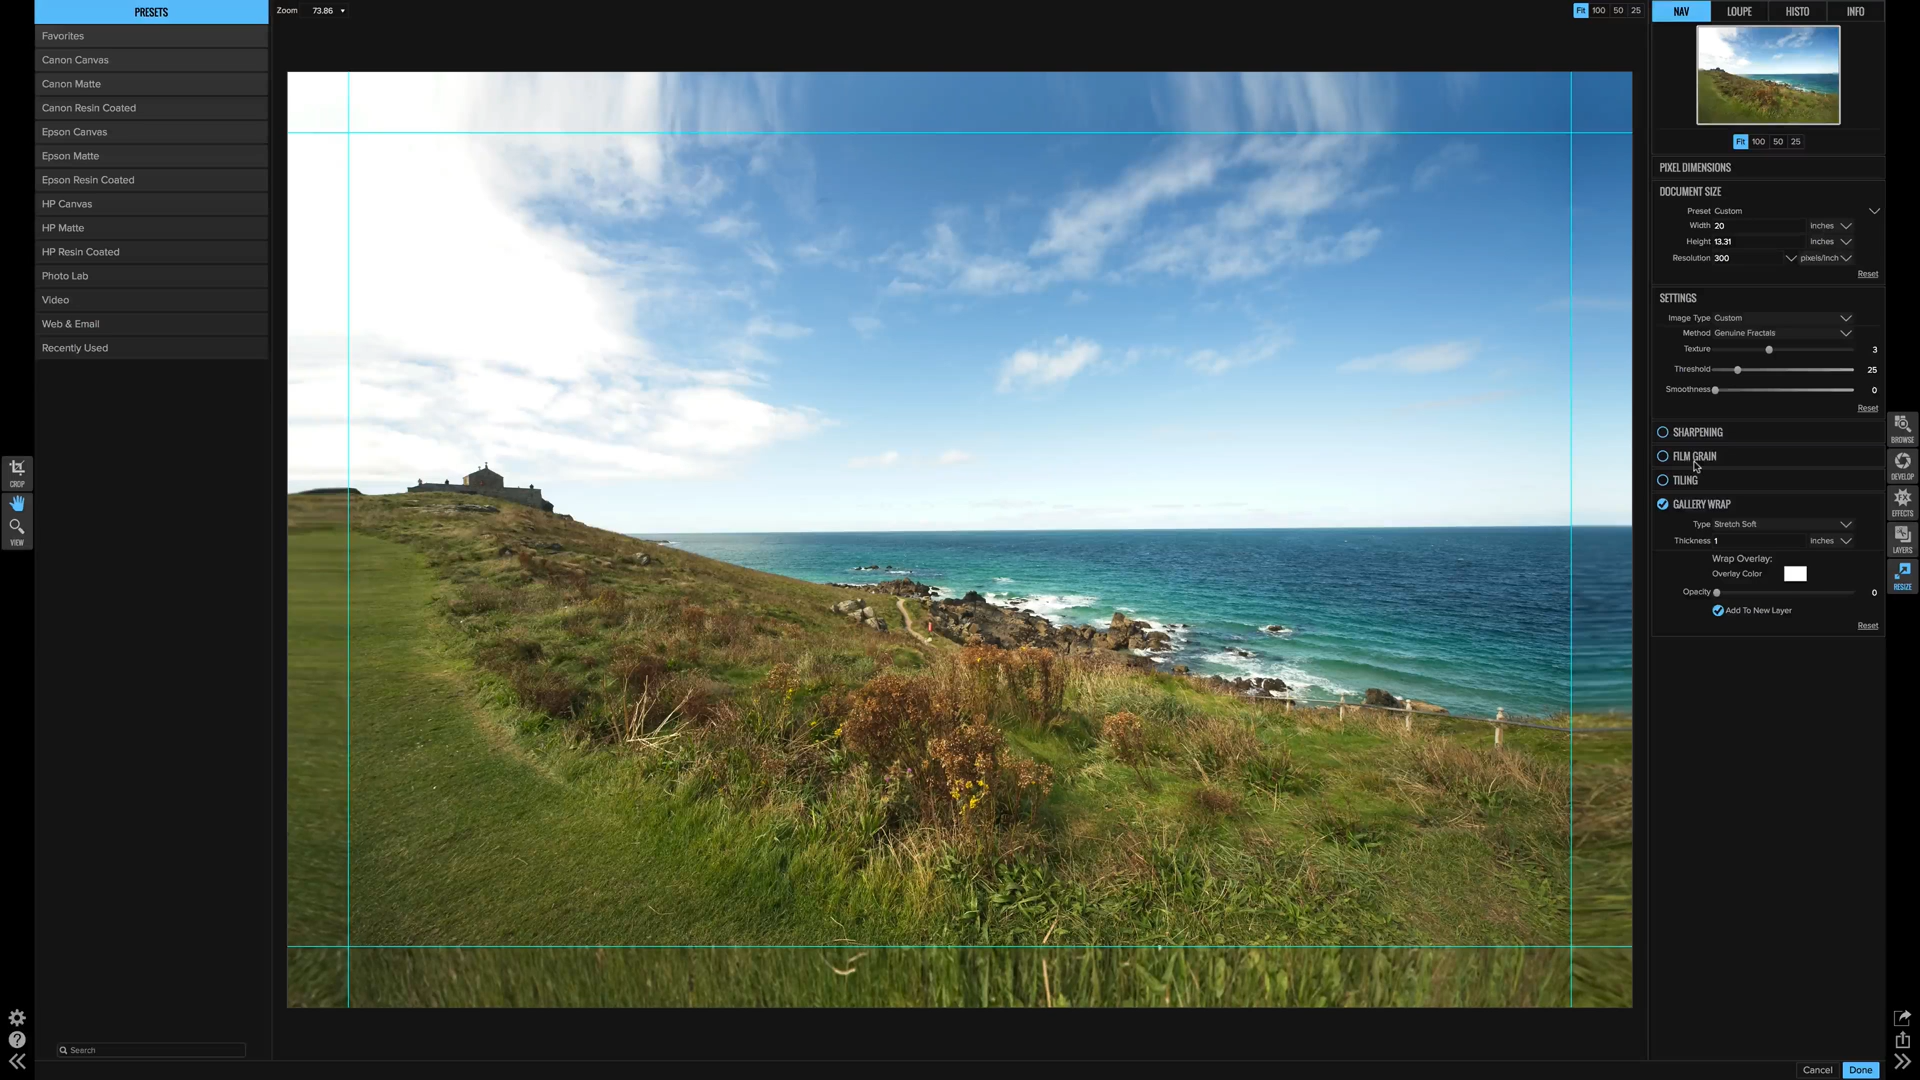 PRESETS
Favorites
Canon Canvas
Canon Matte
Canon Resin Coated
Epson Canvas
Epson Matte
Epson Resin Coated
HP Canvas
HP Matte
HP Resin Coated
Photo Lab
Video
Web & Email
Recently Used
Search
CROP
VIEW
Zoom 73.86
Fit 100 50 25
NAV LOUPE HISTO INFO
Fit 100 50 25
PIXEL DIMENSIONS
DOCUMENT SIZE
Preset Custom
Width 20 inches
Height 13.31 inches
Resolution 300 pixels/inch
Reset
SETTINGS
Image Type Custom
Method Genuine Fractals
Texture 3
Threshold 25
Smoothness 0
Reset
SHARPENING
FILM GRAIN
TILING
GALLERY WRAP
Type Stretch Soft
Thickness 1 inches
Wrap Overlay:
Overlay Color
Opacity 0
Add To New Layer
Reset
BROWSE
DEVELOP
EFFECTS
LAYERS
RESIZE
Cancel Done